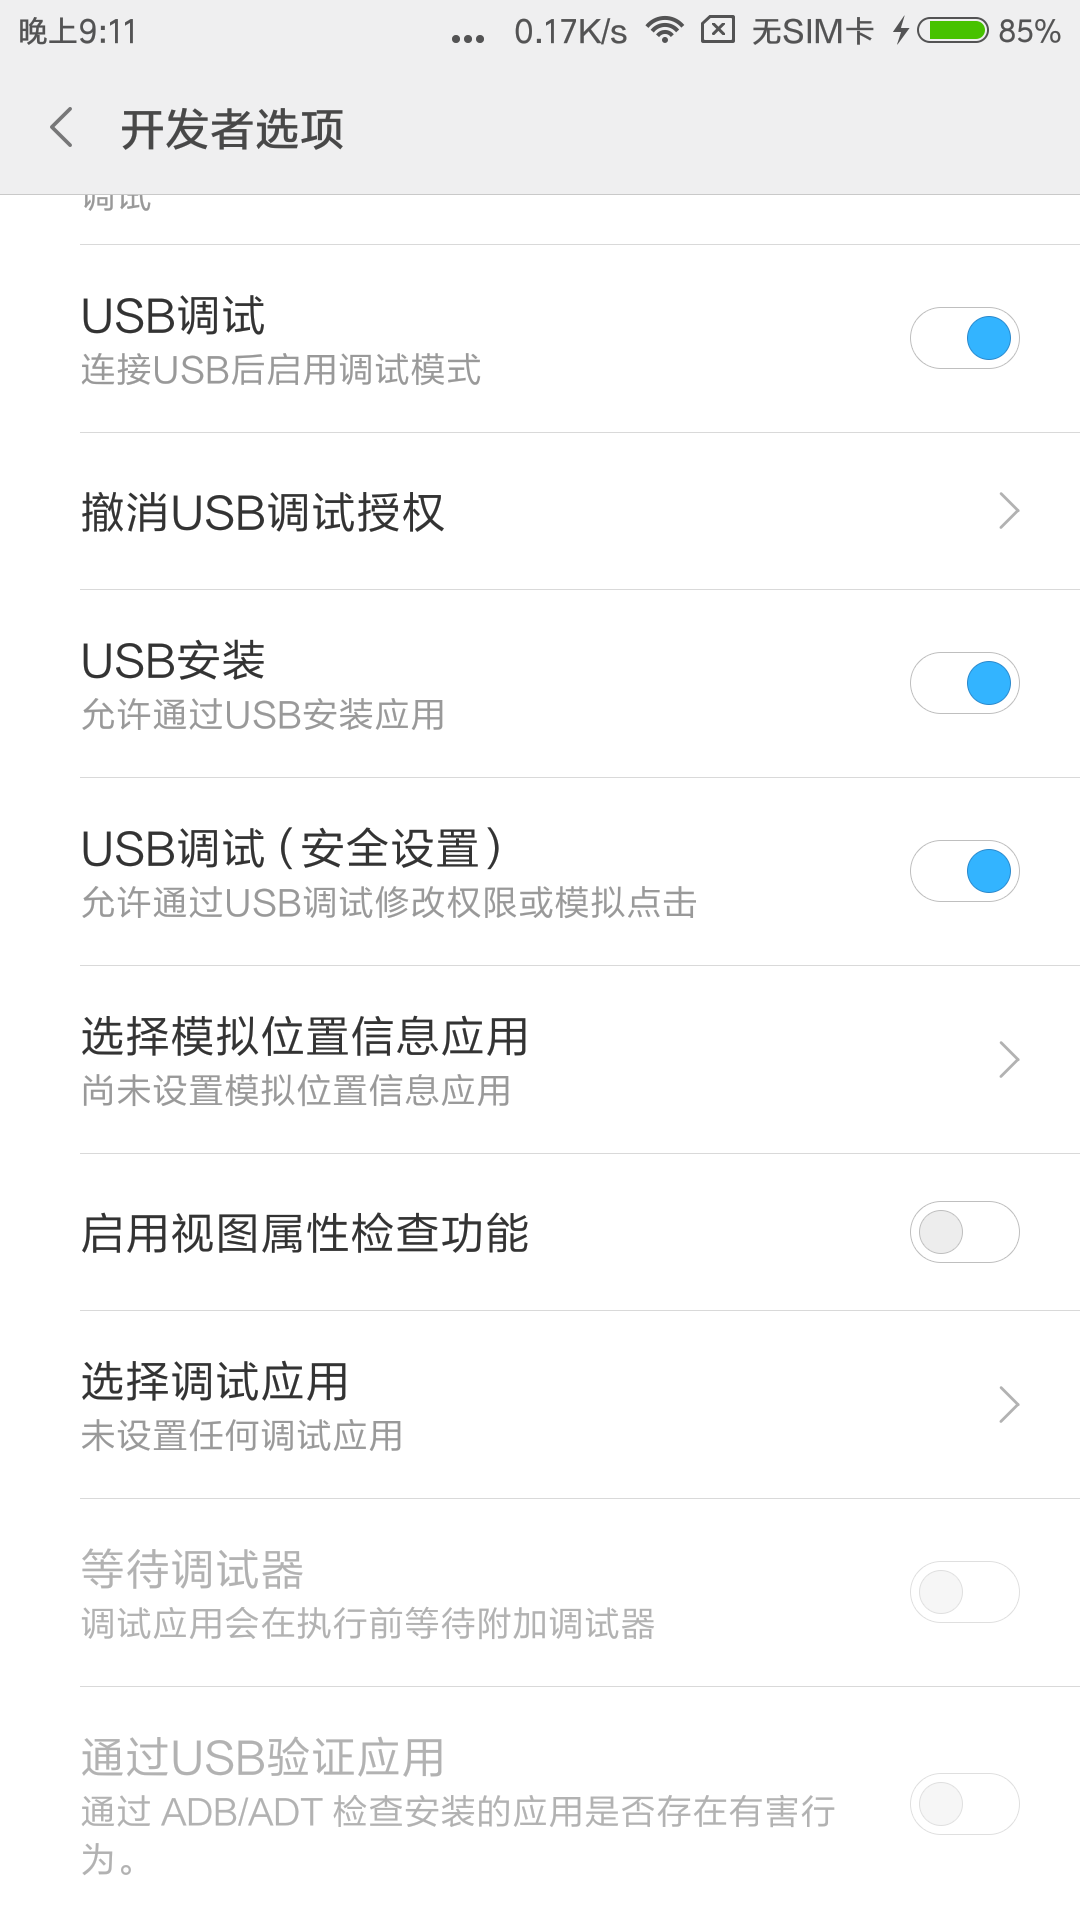 晚上9:11 ... 0.17K/s 无SIM卡 85%
开发者选项
调试
USB调试
连接USB后启用调试模式
撤消USB调试授权
USB安装
允许通过USB安装应用
USB调试（安全设置）
允许通过USB调试修改权限或模拟点击
选择模拟位置信息应用
尚未设置模拟位置信息应用
启用视图属性检查功能
选择调试应用
未设置任何调试应用
等待调试器
调试应用会在执行前等待附加调试器
通过USB验证应用
通过 ADB/ADT 检查安装的应用是否存在有害行
为。